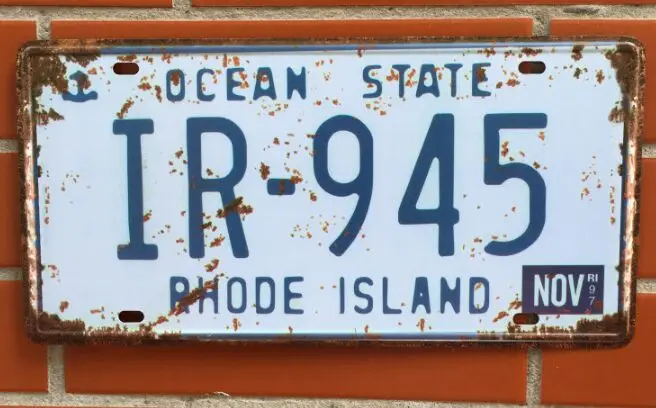 OCEAN STATE
IR-945
RHODE ISLAND
NOV RI 97